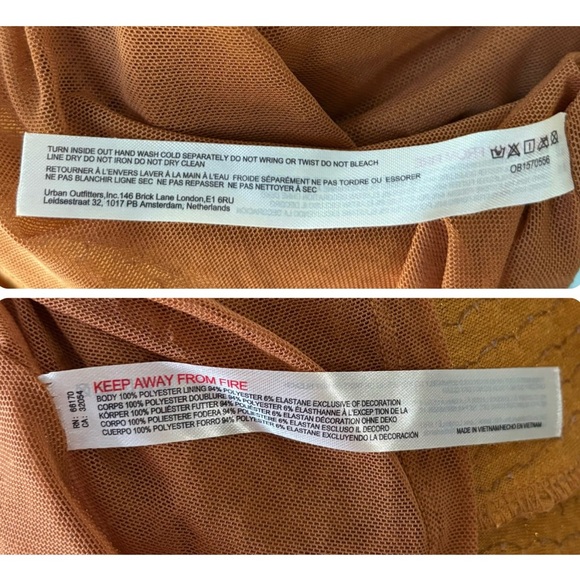 TURN INSIDE OUT HAND WASH COLD SEPARATELY DO NOT WRING OR TWIST DO NOT BLEACH
LINE DRY DO NOT IRON DO NOT DRY CLEAN
RETOURNER À L'ENVERS LAVER À LA MAIN À L'EAU FROIDE SÉPARÉMENT NE PAS TORDRE OU ESSORER
NE PAS BLANCHIR LIGNE SEC NE PAS REPASSER NE PAS NETTOYER À SEC
Urban Outfitters,Inc.146 Brick Lane London,E1 6RU
Leidsestraat 32, 1017 PB Amsterdam, Netherlands
OB1570556
RN: 66170
CA: 32054
KEEP AWAY FROM FIRE
BODY 100% POLYESTER LINING 94% POLYESTER 6% ELASTANE EXCLUSIVE OF DECORATION
CORPS 100% POLYESTER DOUBLURE 94% POLYESTER 6% ÉLASTHANNE À L'EXCEPTION DE LA
KÖRPER 100% POLIÉSTER FUTTER 94% POLYESTER 6% ELASTAN DÉCORATION OHNE DEKO
CORPO 100% POLIESTERE FODERA 94% POLIESTERE 6% ELASTAN ESCLUSO IL DECORO
CUERPO 100% POLYESTER FORRO 94% POLYESTER 6% ELASTAN EXCLUYENDO LA DECORACIÓN
MADE IN VIETNAM/HECHO EN VIETNAM